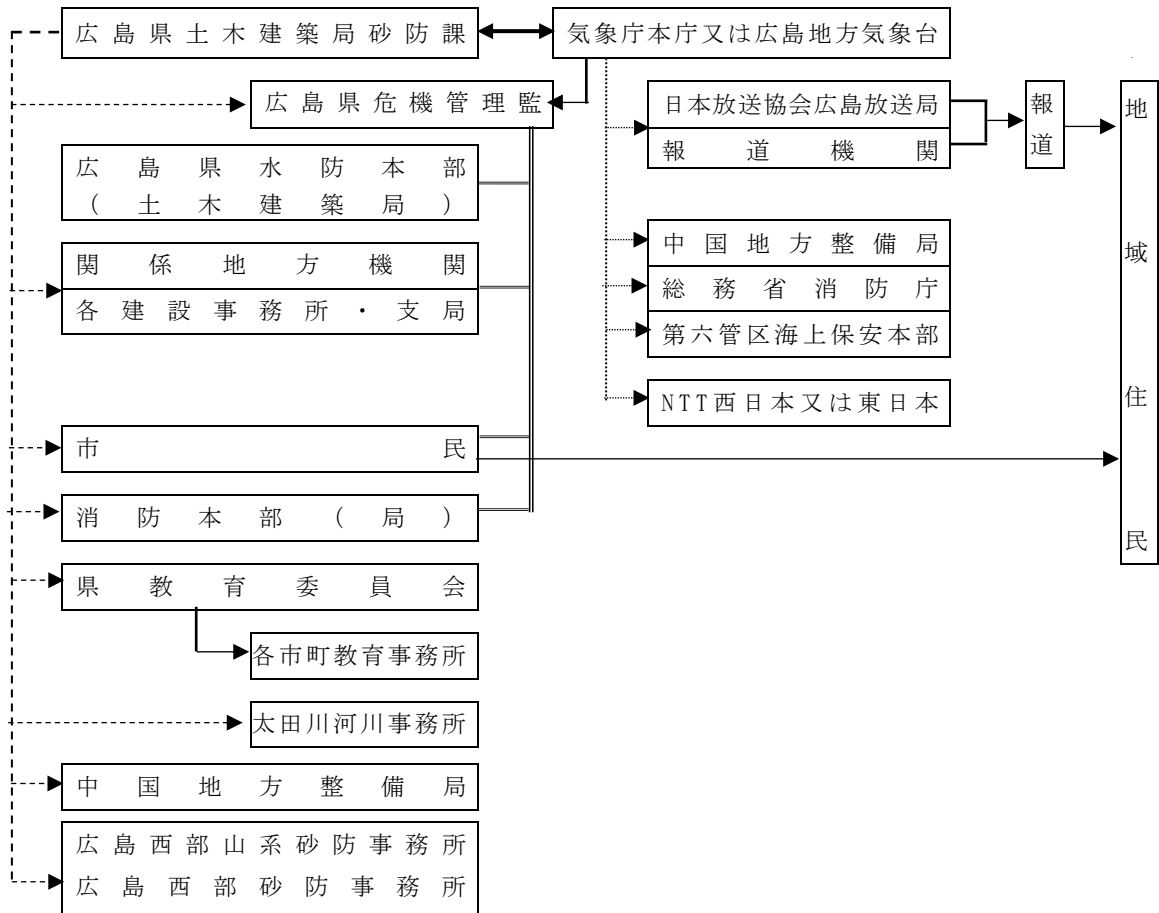 広島県土木建築局砂防課
気象庁本庁又は広島地方気象台
広島県危機管理監
日本放送協会広島放送局
報道機関
報道
地域住民
広島県水防本部
(土木建築局)
関係地方機関
各建設事務所・支局
中国地方整備局
総務省消防庁
第六管区海上保安本部
NTT西日本又は東日本
市民
消防本部(局)
県教育委員会
各市町教育事務所
太田川河川事務所
中国地方整備局
広島西部山系砂防事務所
広島西部砂防事務所